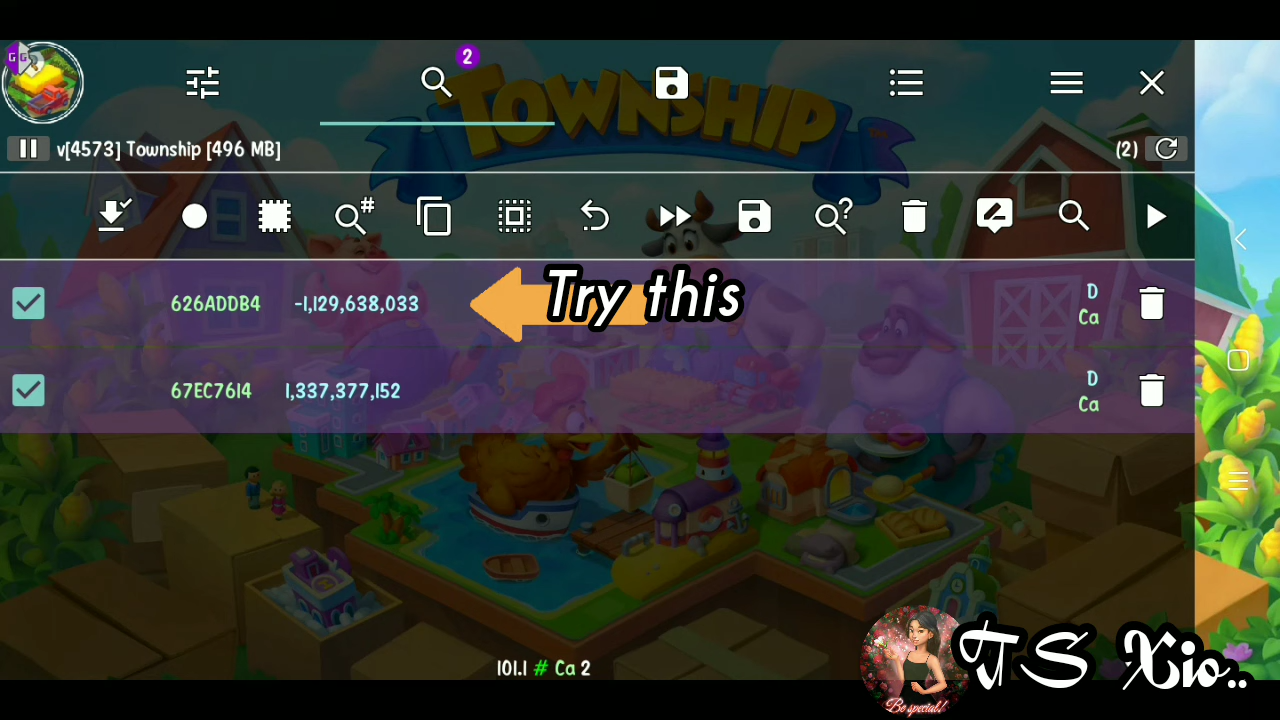 GG
2
TOWNSHIP
v[4573] Township [496 MB]
(2)
#
?
626ADDB4 -1,129,638,033 D
Ca
Try this
67EC7614 1,337,377,152 D
Ca
101.1 # Ca 2
TS Xio..
Be special!